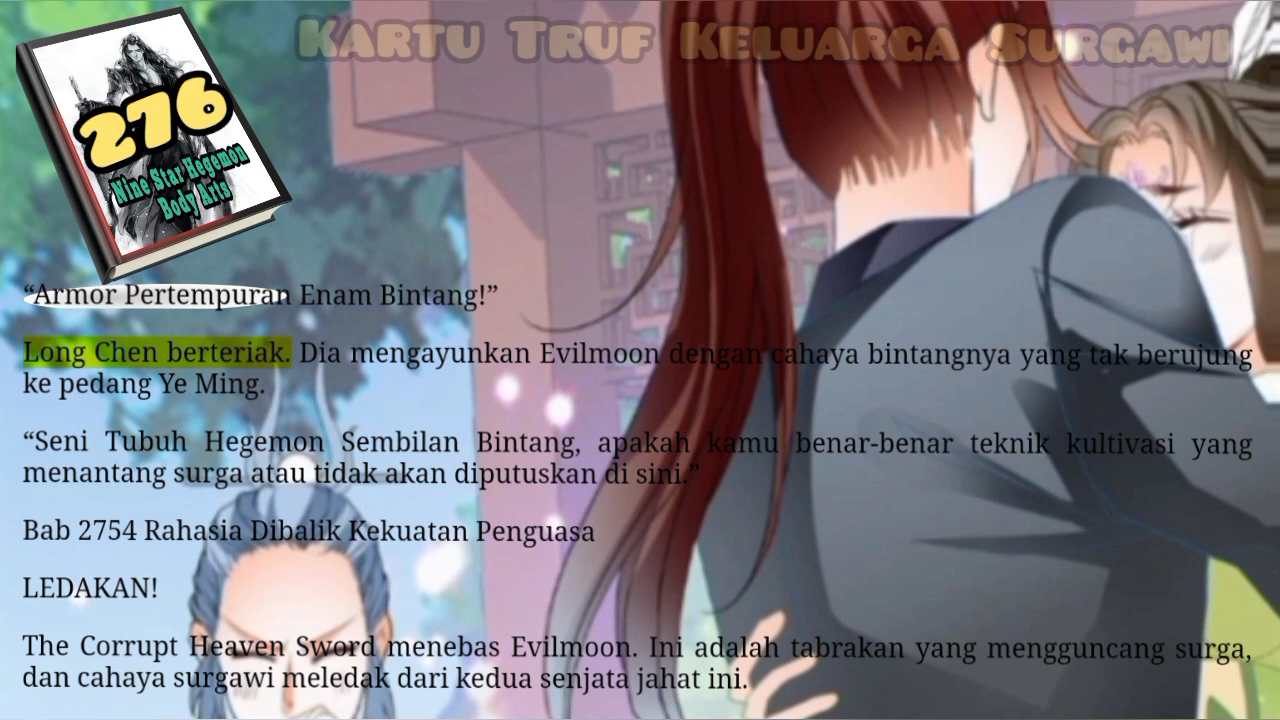 KARTU TRUF KELUARGA SURGAWI
276
Nine Star Hegemon
Body Arts
“Armor Pertempuran Enam Bintang!”
Long Chen berteriak. Dia mengayunkan Evilmoon dengan cahaya bintangnya yang tak berujung
ke pedang Ye Ming.
“Seni Tubuh Hegemon Sembilan Bintang, apakah kamu benar-benar teknik kultivasi yang
menantang surga atau tidak akan diputuskan di sini.”
Bab 2754 Rahasia Dibalik Kekuatan Penguasa
LEDAKAN!
The Corrupt Heaven Sword menebas Evilmoon. Ini adalah tabrakan yang mengguncang surga,
dan cahaya surgawi meledak dari kedua senjata jahat ini.